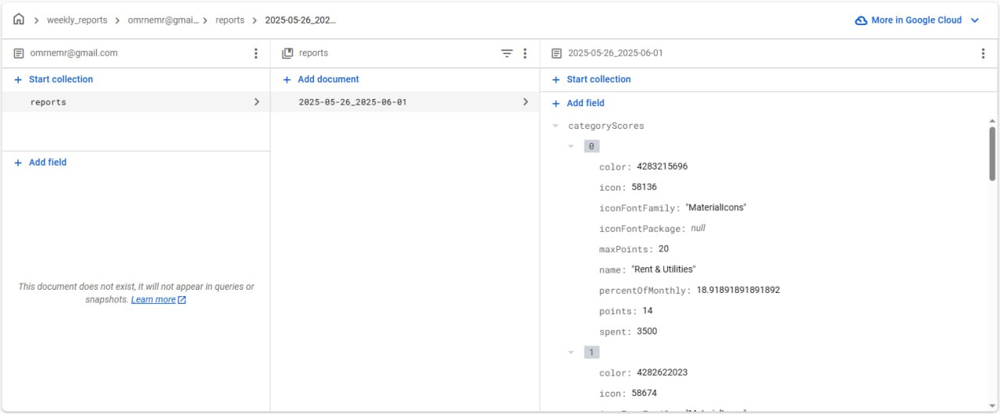 weekly_reports
omrnemr@gmai...
reports
2025-05-26_202...
More in Google Cloud
omrnemr@gmail.com
+ Start collection
reports
+ Add field
This document does not exist, it will not appear in queries or
snapshots. Learn more
reports
+ Add document
2025-05-26_2025-06-01
2025-05-26_2025-06-01
+ Start collection
+ Add field
categoryScores
0
color: 4283215696
icon: 58136
iconFontFamily: "MaterialIcons"
iconFontPackage: null
maxPoints: 20
name: "Rent & Utilities"
percentOfMonthly: 18.91891891891892
points: 14
spent: 3500
1
color: 4282622023
icon: 58674